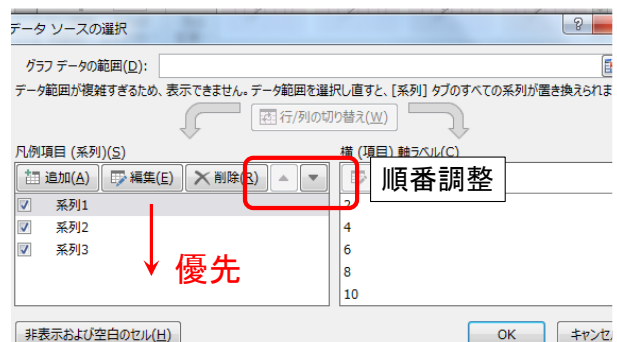 データ ソースの選択
グラフ データの範囲(D):
データ範囲が複雑すぎるため、表示できません。データ範囲を選択し直すと、[系列] タブのすべての系列が置き換えられま
行/列の切り替え(W)
凡例項目 (系列)(S)
横 (項目) 軸ラベル(C)
追加(A)
編集(E)
削除(R)
順番調整
系列1
系列2
系列3
優先
2
4
6
8
10
非表示および空白のセル(H)
OK
キャンセ